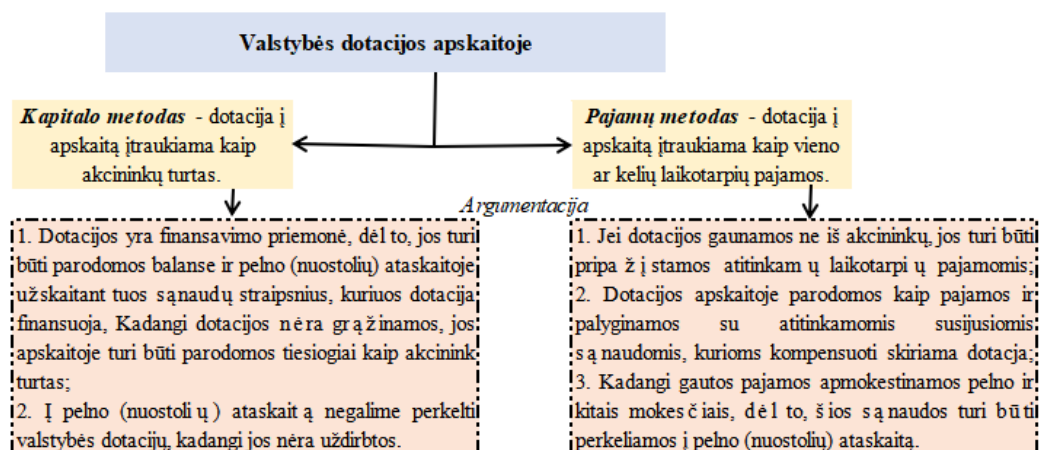 Valstybės dotacijos apskaitoje
Kapitalo metodas - dotacija į
apskaitą įtraukiama kaip
akcininkų turtas.
Pajamų metodas - dotacija į
apskaitą įtraukiama kaip vieno
ar kelių laikotarpių pajamos.
Argumentacija
1. Dotacijos yra finansavimo priemonė, dėl to, jos turi
būti parodomos balanse ir pelno (nuostolių) ataskaitoje
užskaitant tuos sąnaudų straipsnius, kuriuos dotacija
finansuoja, Kadangi dotacijos nėra grąžinamos, jos
apskaitoje turi būti parodomos tiesiogiai kaip akcinink
turtas;
2. Į pelno (nuostolių) ataskaitą negalime perkelti
valstybės dotacijų, kadangi jos nėra uždirbtos.
1. Jei dotacijos gaunamos ne iš akcininkų, jos turi būti
pripažįstamos atitinkamų laikotarpių pajamomis;
2. Dotacijos apskaitoje parodomos kaip pajamos ir
palyginamos su atitinkamomis susijusiomis
sąnaudomis, kurioms kompensuoti skiriama dotacja;
3. Kadangi gautos pajamos apmokestinamos pelno ir
kitais mokesčiais, dėl to, šios sąnaudos turi būti
perkeliamos į pelno (nuostolių) ataskaitą.